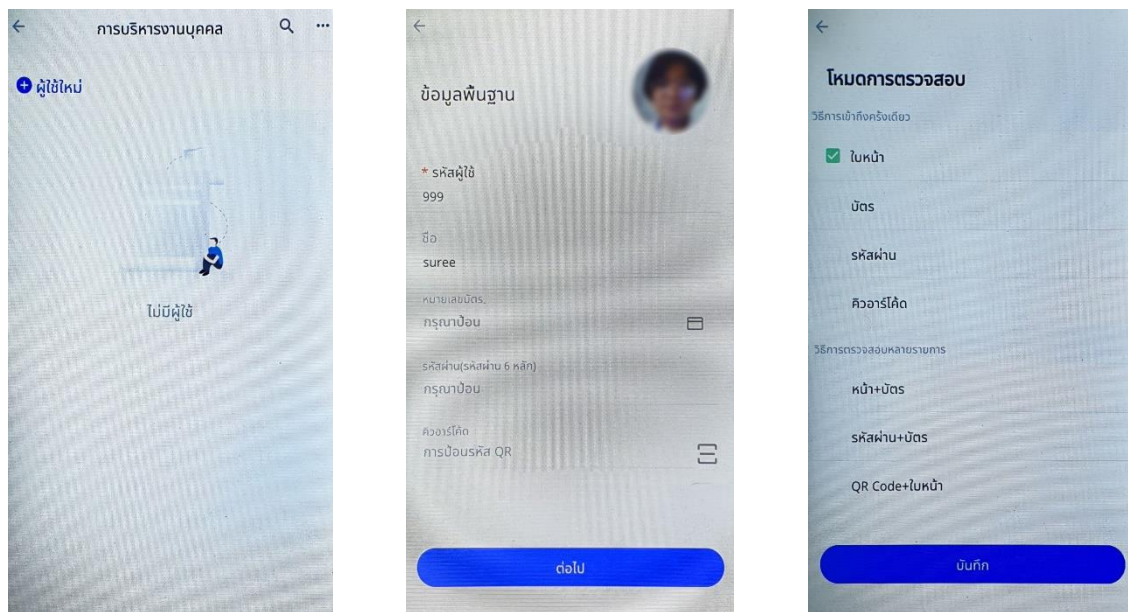 การบริหารงานบุคคล
ผู้ใช้ใหม่
ไม่มีผู้ใช้
ข้อมูลพื้นฐาน
* รหัสผู้ใช้
999
ชื่อ
suree
หมายเลขบัตร.
กรุณาป้อน
รหัสผ่าน(รหัสผ่าน 6 หลัก)
กรุณาป้อน
คิวอาร์โค้ด
การป้อนรหัส QR
ต่อไป
โหมดการตรวจสอบ
วิธีการเข้าถึงครั้งเดียว
ใบหน้า
บัตร
รหัสผ่าน
คิวอาร์โค้ด
วิธีการตรวจสอบหลายรายการ
หน้า+บัตร
รหัสผ่าน+บัตร
QR Code+ใบหน้า
บันทึก